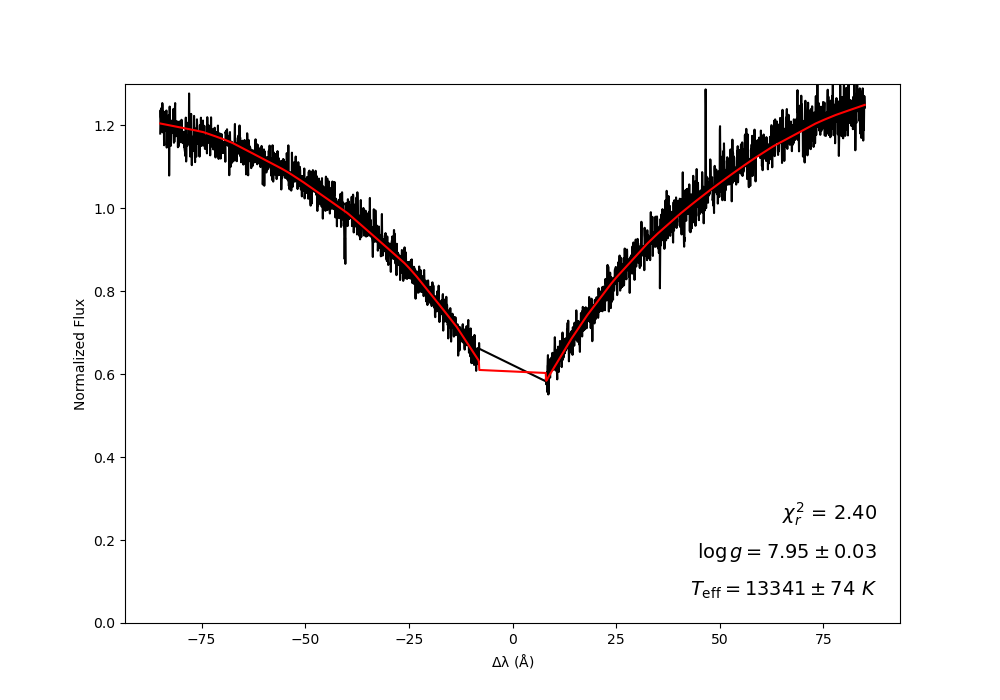 1.2
1.0
0.8
0.6
0.4
0.2
0.0
Normalized Flux
χ²ᵣ = 2.40
log g = 7.95 ± 0.03
T_eff = 13341 ± 74 K
−75
−50
−25
0
25
50
75
Δλ (Å)